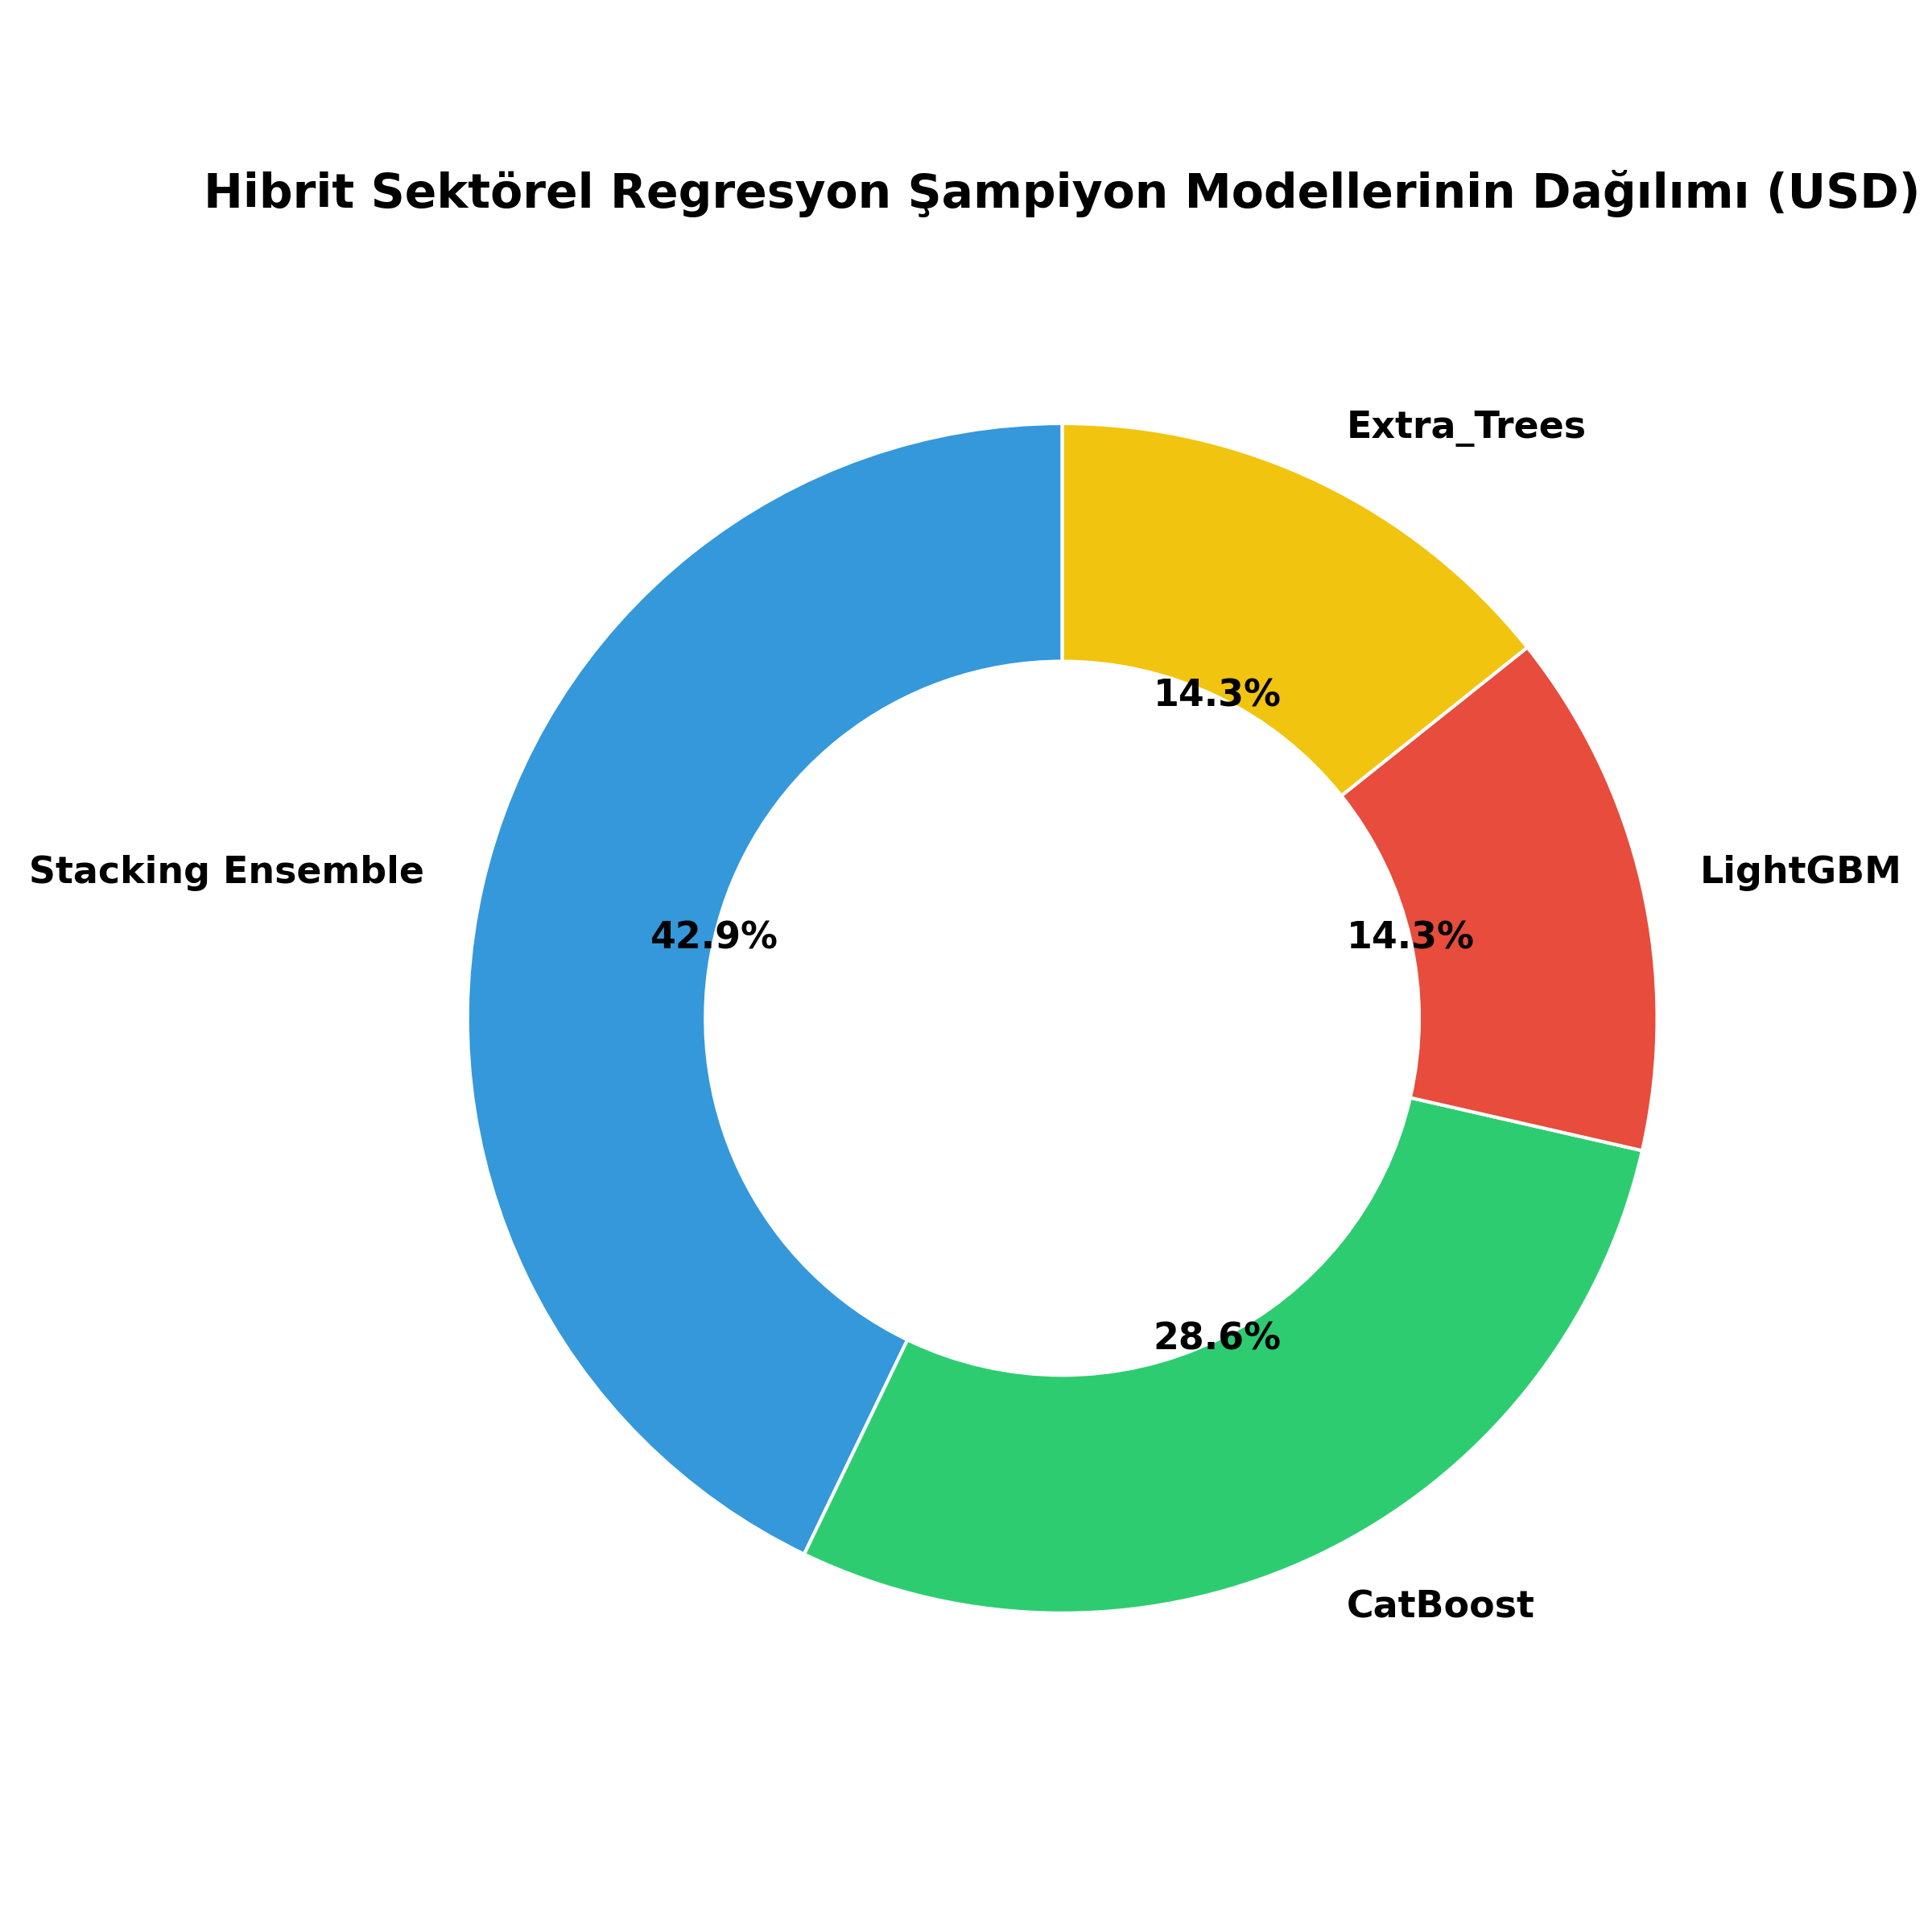 Hibrit Sektörel Regresyon Şampiyon Modellerinin Dağılımı (USD)
Extra_Trees
14.3%
Stacking Ensemble
LightGBM
42.9%
14.3%
28.6%
CatBoost